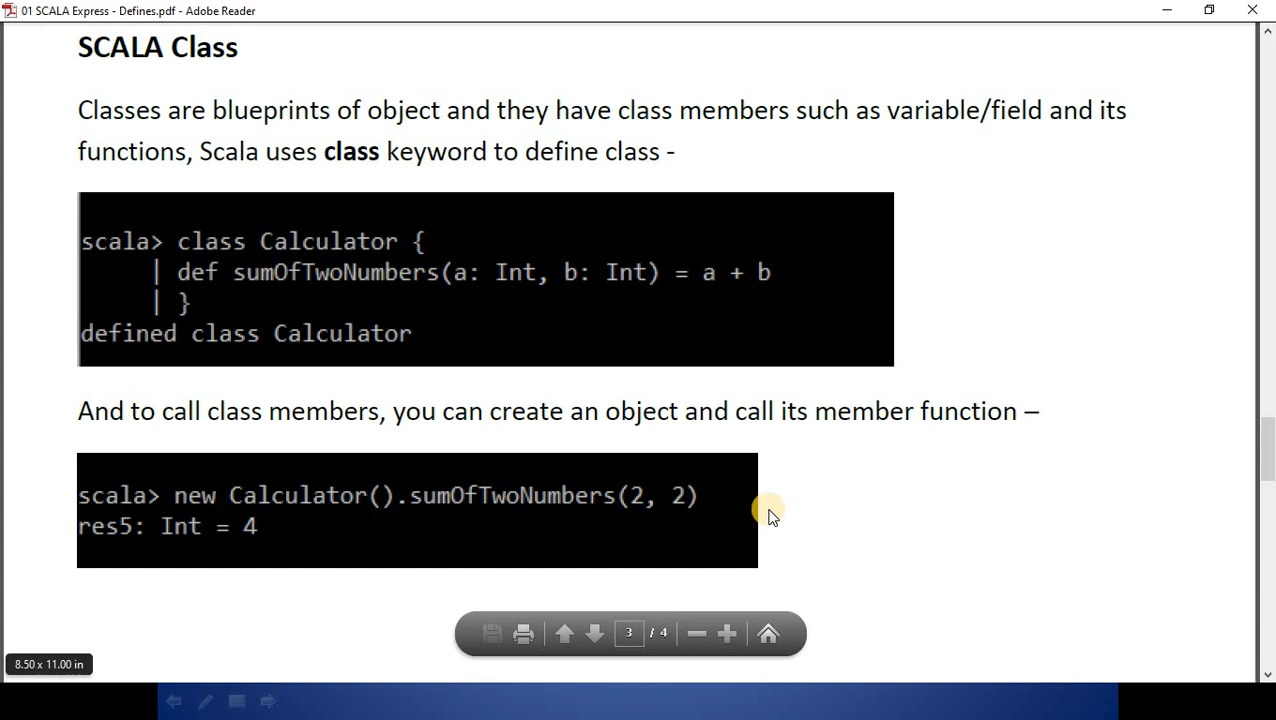 01 SCALA Express - Defines.pdf - Adobe Reader
SCALA Class
Classes are blueprints of object and they have class members such as variable/field and its
functions, Scala uses class keyword to define class -
scala> class Calculator {
| def sumOfTwoNumbers(a: Int, b: Int) = a + b
| }
defined class Calculator
And to call class members, you can create an object and call its member function –
scala> new Calculator().sumOfTwoNumbers(2, 2)
res5: Int = 4
3 / 4
8.50 x 11.00 in